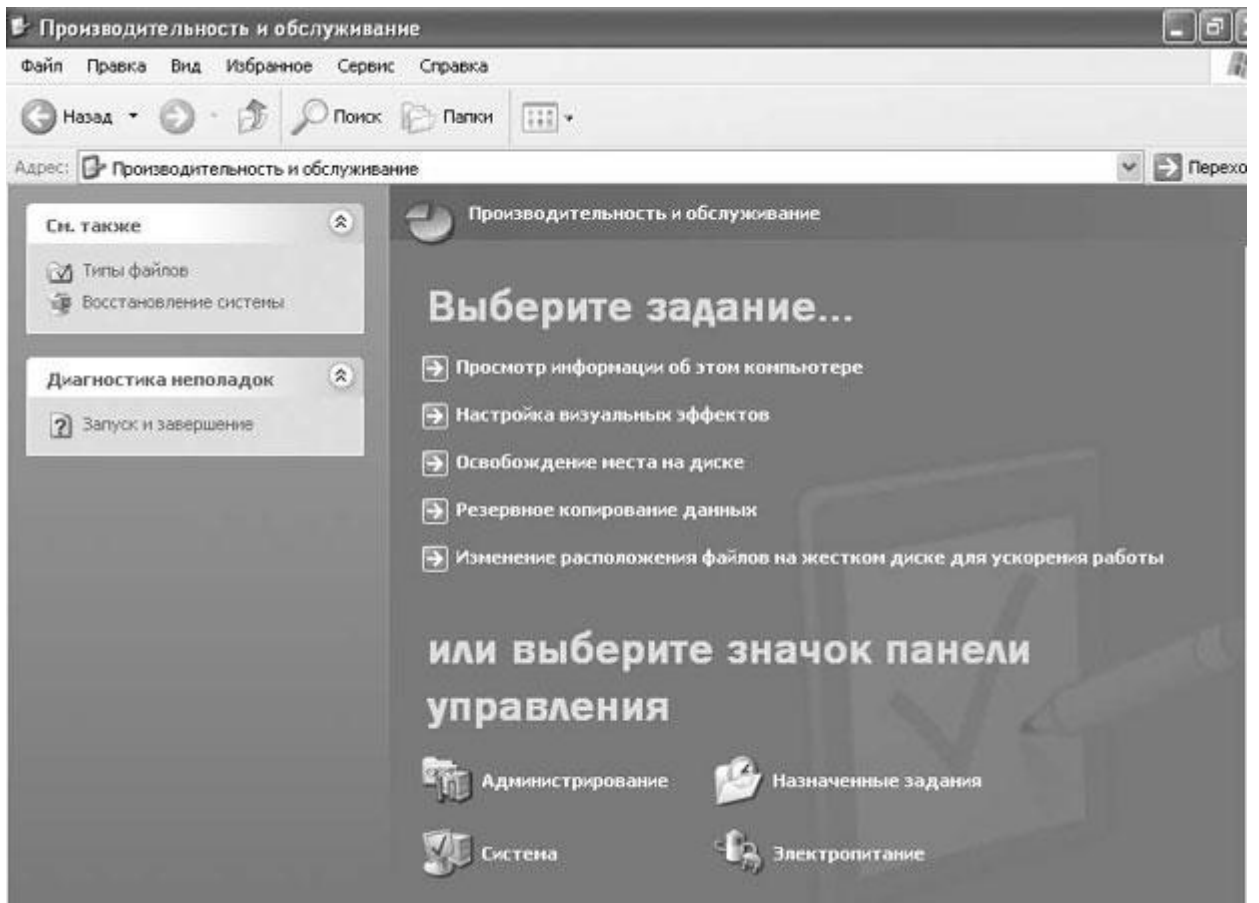 Производительность и обслуживание
Файл Правка Вид Избранное Сервис Справка
Назад Поиск Папки
Адрес: Производительность и обслуживание Перехо
См. также
Типы файлов
Восстановление системы
Диагностика неполадок
Запуск и завершение
Производительность и обслуживание
Выберите задание...
Просмотр информации об этом компьютере
Настройка визуальных эффектов
Освобождение места на диске
Резервное копирование данных
Изменение расположения файлов на жестком диске для ускорения работы
или выберите значок панели
управления
Администрирование Назначенные задания
Система Электропитание